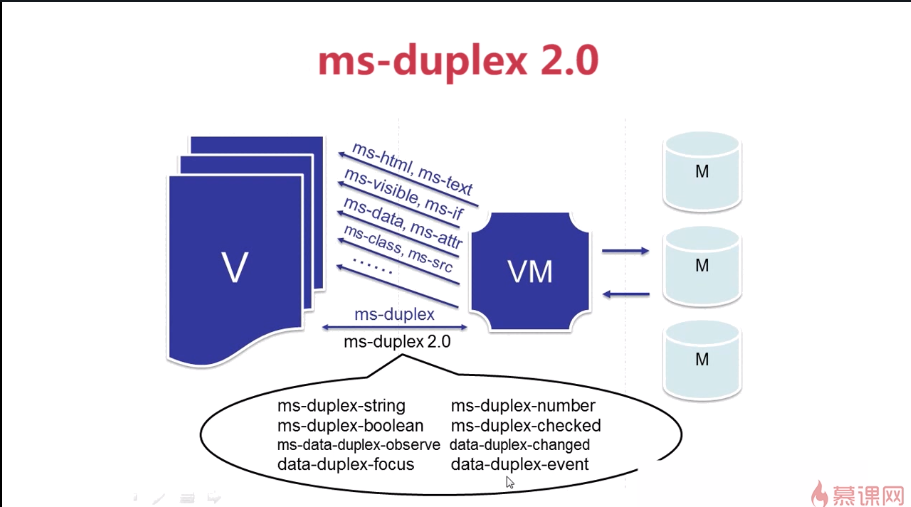 ms-duplex 2.0
ms-html, ms-text
ms-visible, ms-if
ms-data, ms-attr
ms-class, ms-src
......
V
VM
M
M
M
ms-duplex
ms-duplex 2.0
ms-duplex-string ms-duplex-number
ms-duplex-boolean ms-duplex-checked
ms-data-duplex-observe data-duplex-changed
data-duplex-focus data-duplex-event
慕课网